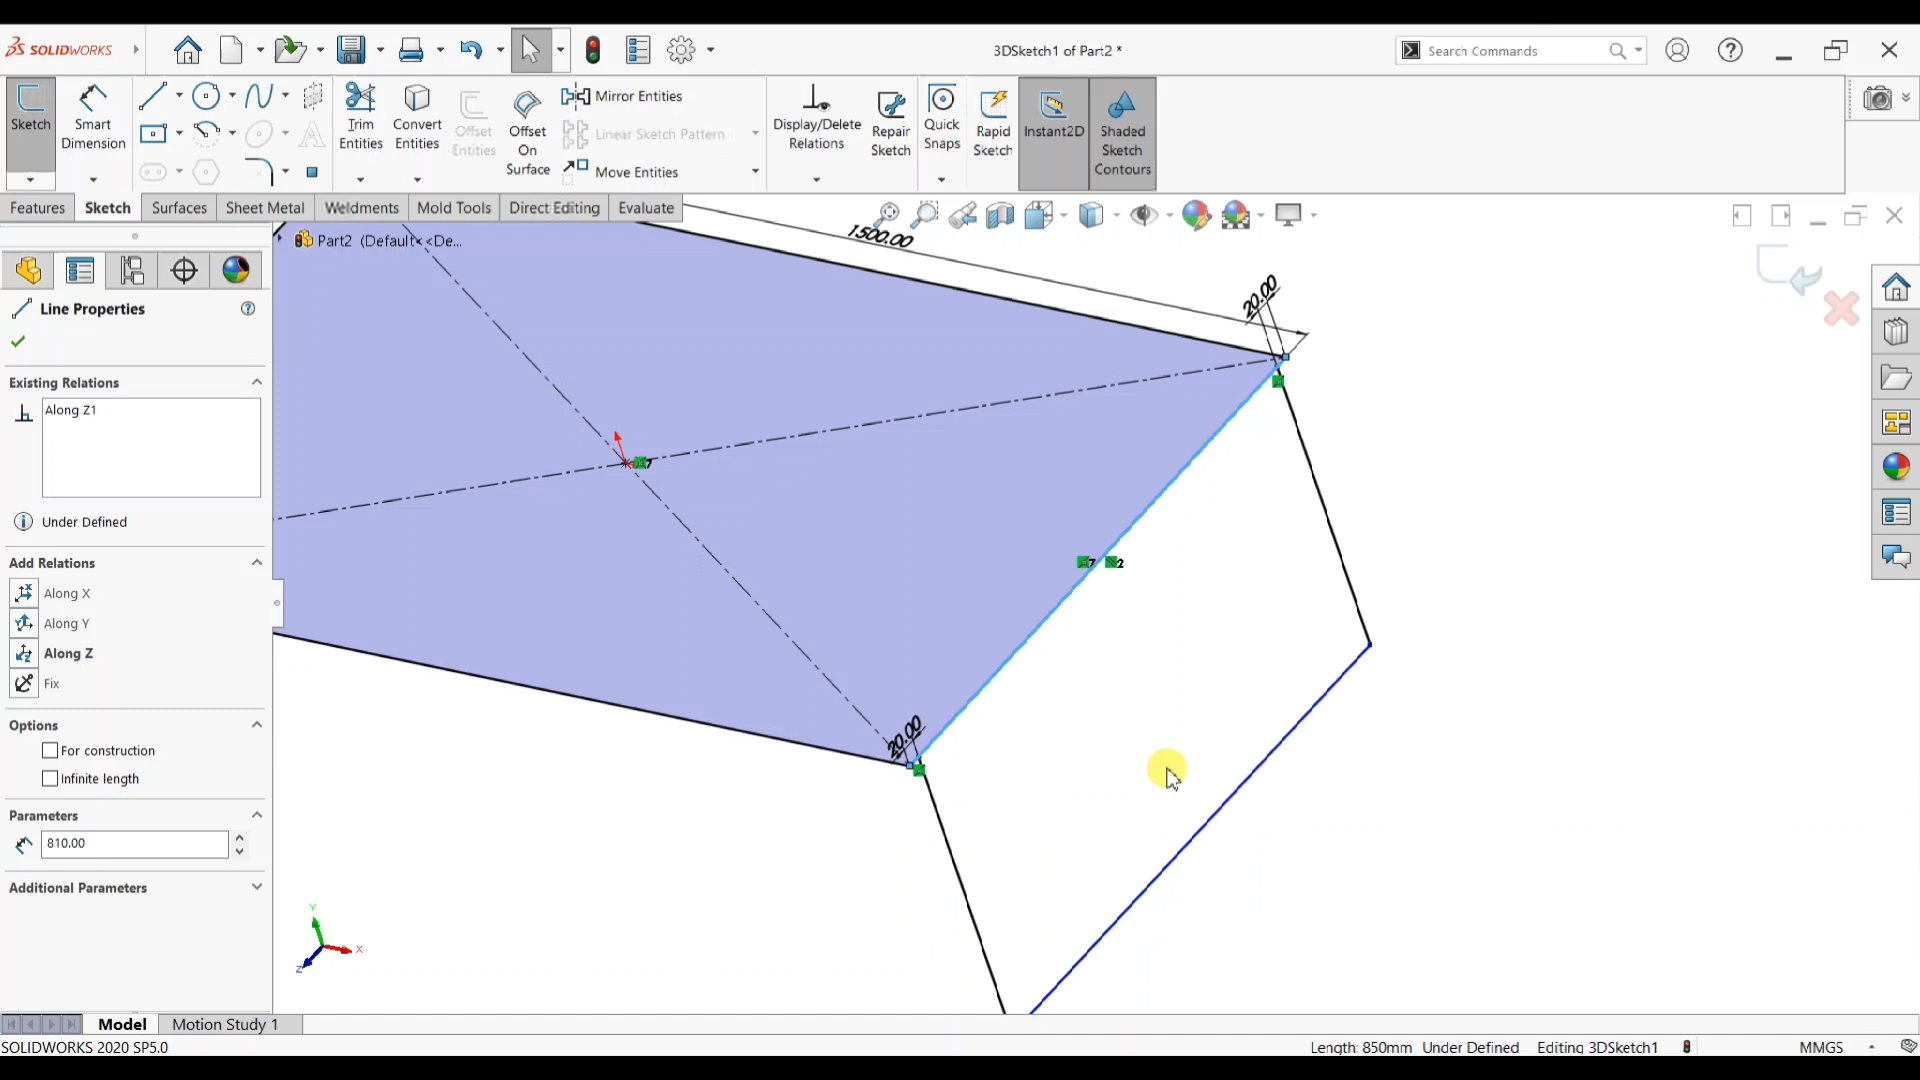 SOLIDWORKS
3DSketch1 of Part2 *
Search Commands
Sketch
Smart Dimension
Trim Entities
Convert Entities
Offset Entities
Offset On Surface
Mirror Entities
Linear Sketch Pattern
Move Entities
Display/Delete Relations
Repair Sketch
Quick Snaps
Rapid Sketch
Instant2D
Shaded Sketch Contours
Features
Sketch
Surfaces
Sheet Metal
Weldments
Mold Tools
Direct Editing
Evaluate
Part2 (Default<<De...
Line Properties
Existing Relations
Along Z1
Under Defined
Add Relations
Along X
Along Y
Along Z
Fix
Options
For construction
Infinite length
Parameters
810.00
Additional Parameters
1500.00
20.00
7
7
2
20.00
Y
X
Z
Model
Motion Study 1
SOLIDWORKS 2020 SP5.0
Length: 850mm
Under Defined
Editing 3DSketch1
MMGS